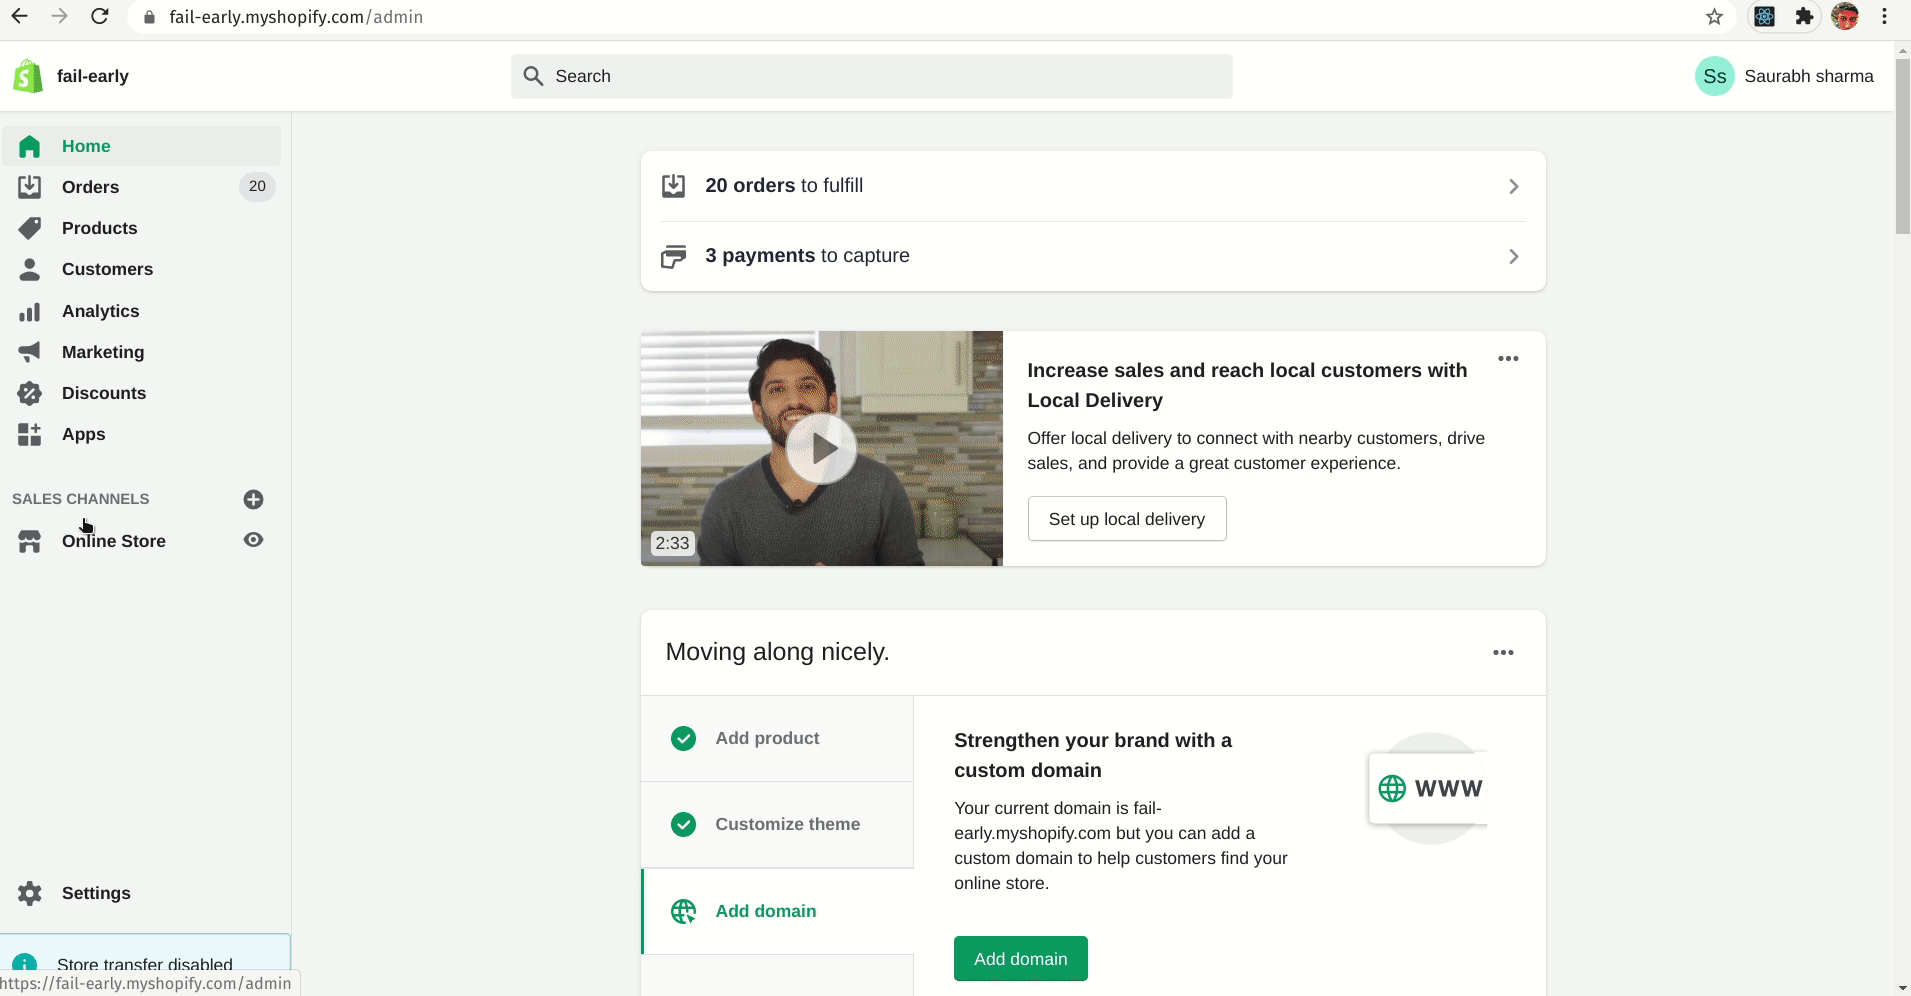 fail-early.myshopify.com/admin
fail-early
Search
Ss Saurabh sharma
Home
Orders 20
Products
Customers
Analytics
Marketing
Discounts
Apps
SALES CHANNELS
Online Store
Settings
Store transfer disabled
https://fail-early.myshopify.com/admin
20 orders to fulfill
3 payments to capture
2:33
Increase sales and reach local customers with
Local Delivery
Offer local delivery to connect with nearby customers, drive
sales, and provide a great customer experience.
Set up local delivery
Moving along nicely.
Add product
Customize theme
Add domain
Strengthen your brand with a
custom domain
Your current domain is fail-
early.myshopify.com but you can add a
custom domain to help customers find your
online store.
Add domain
WWW